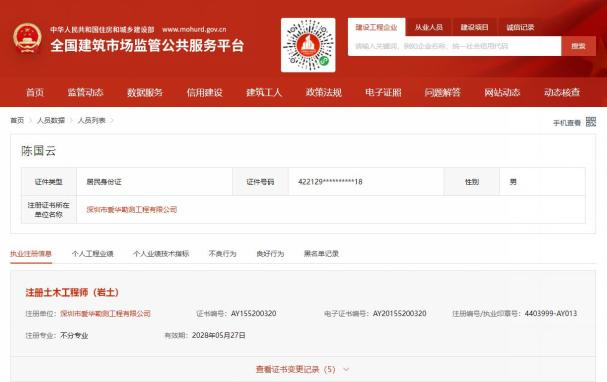 中华人民共和国住房和城乡建设部 www.mohurd.gov.cn
全国建筑市场监管公共服务平台
建设工程企业 从业人员 建设项目 诚信记录
请输入关键词，例如企业名称、统一社会信用代码 搜索
首页 监管动态 数据服务 信用建设 建筑工人 政策法规 电子证照 问题解答 网站动态 动态核查
首页 > 人员数据 > 人员列表 > 手机查看
陈国云
证件类型 居民身份证 证件号码 422129**********18 性别 男
注册证书所在
单位名称 深圳市爱华勘测工程有限公司
执业注册信息 个人工程业绩 个人业绩技术指标 不良行为 良好行为 黑名单记录
注册土木工程师（岩土）
注册单位：深圳市爱华勘测工程有限公司 证书编号：AY155200320 电子证书编号：AY20155200320 注册编号/执业印章号：4403999-AY013
注册专业：不分专业 有效期：2028年05月27日
查看证书变更记录（5）